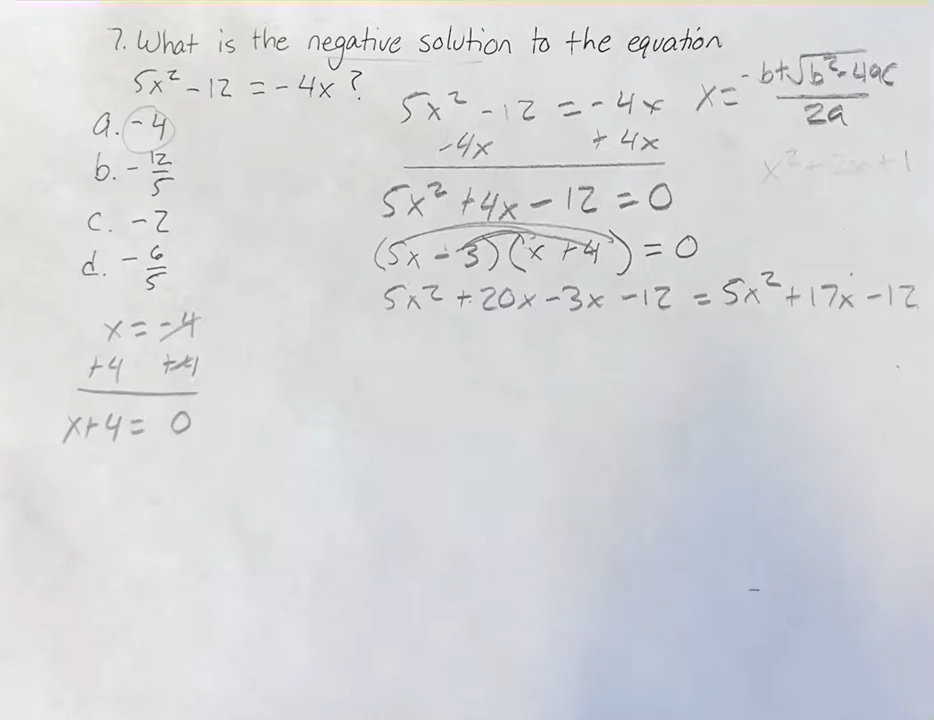 7. What is the negative solution to the equation
5x² - 12 = -4x ?
a. -4
b. -12/5
c. -2
d. -6/5
x = -4
+4 +4
x+4 = 0
5x² - 12 = -4x
-4x + 4x
5x² + 4x - 12 = 0
(5x - 3)(x + 4) = 0
5x² + 20x - 3x - 12 = 5x² + 17x - 12
x = -b+√b²-4ac / 2a